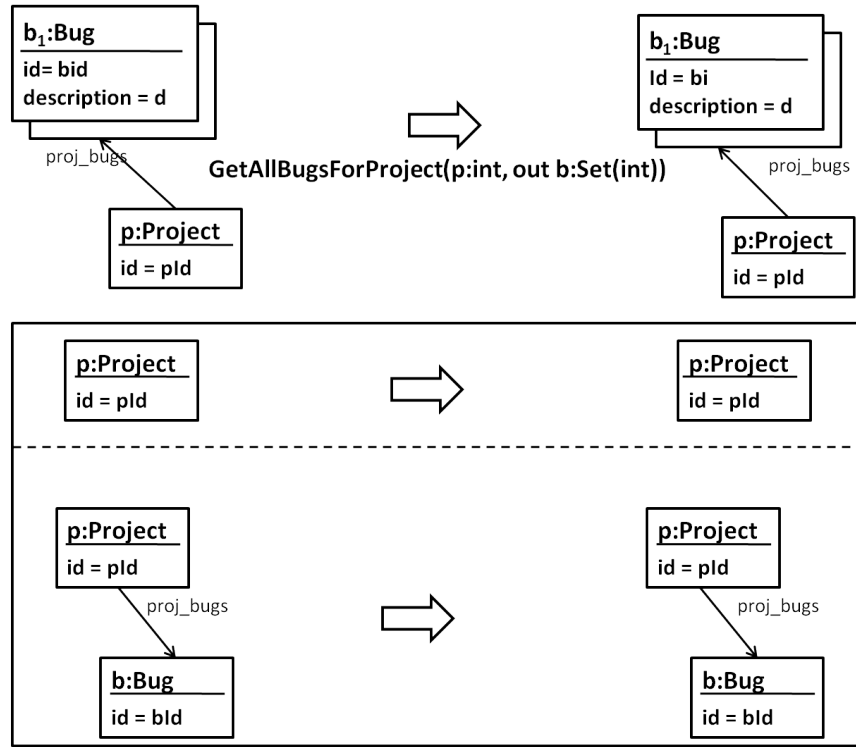 b₁:Bug
id= bid
description = d
proj_bugs
p:Project
id = pId
GetAllBugsForProject(p:int, out b:Set(int))
b₁:Bug
Id = bi
description = d
proj_bugs
p:Project
id = pId
p:Project
id = pId
p:Project
id = pId
p:Project
id = pId
proj_bugs
b:Bug
id = bId
p:Project
id = pId
proj_bugs
b:Bug
id = bId